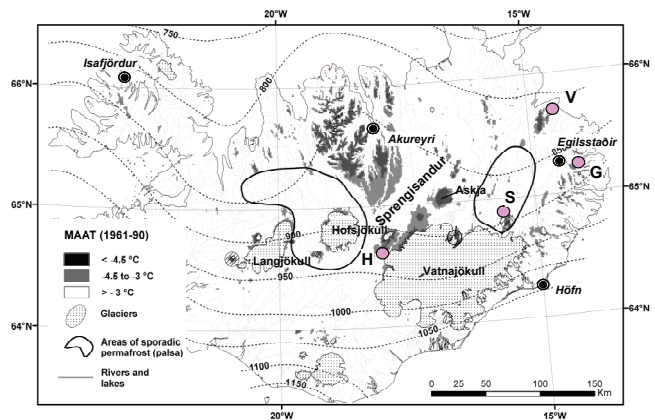 20°W
15°W
750
66°N
Isafjördur
800
66°N
V
Akureyri
Egilsstaðir
850
G
65°N
Sprengisandur
Askja
S
65°N
MAAT (1961-90)
900
Hofsjökull
< -4.5 °C
H
Langjökull
-4.5 to -3 °C
950
Vatnajökull
> - 3 °C
Höfn
Glaciers
1000
64°N
64°N
1050
Areas of sporadic
permafrost (palsa)
1100
Rivers and
lakes
1150
0 25 50 100 150
Km
20°W
15°W